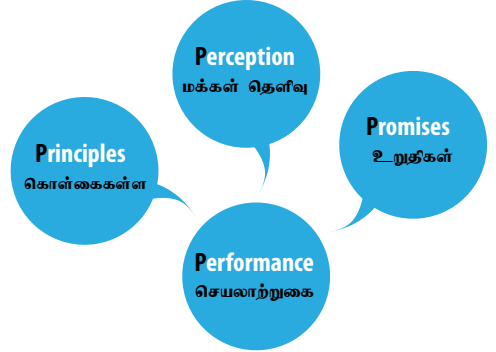 Perception
மக்கள் தெளிவு
Promises
உறுதிகள்
Principles
கொள்கைகள்ள
Performance
செயலாற்றுகை